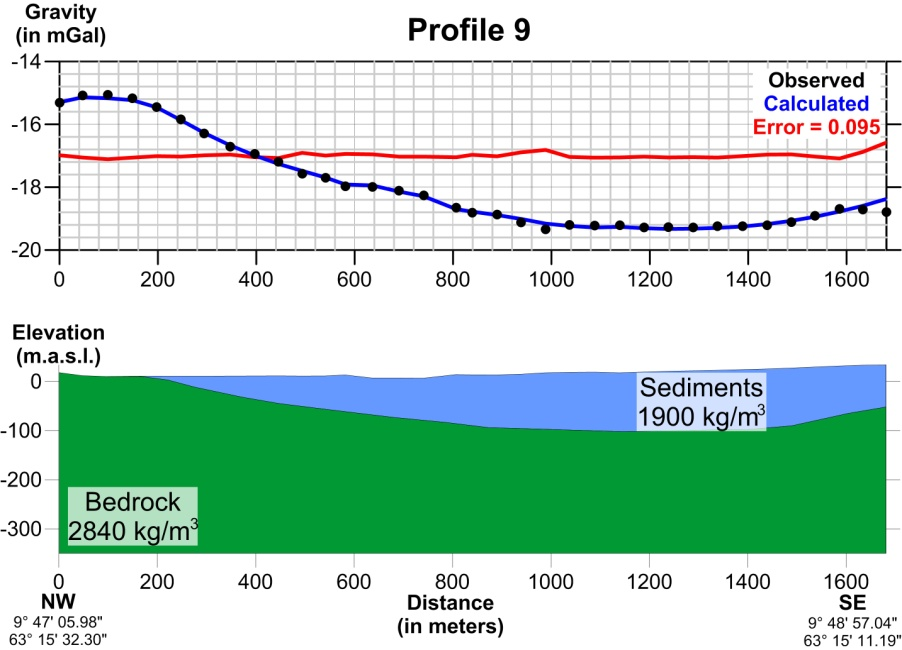 Gravity
(in mGal)
Profile 9
-14
Observed
Calculated
Error = 0.095
-16
-18
-20
0 200 400 600 800 1000 1200 1400 1600
Elevation
(m.a.s.l.)
0
Sediments
1900 kg/m³
-100
-200
Bedrock
2840 kg/m³
-300
0 200 400 600 800 1000 1200 1400 1600
NW Distance SE
(in meters)
9° 47' 05.98" 9° 48' 57.04"
63° 15' 32.30" 63° 15' 11.19"